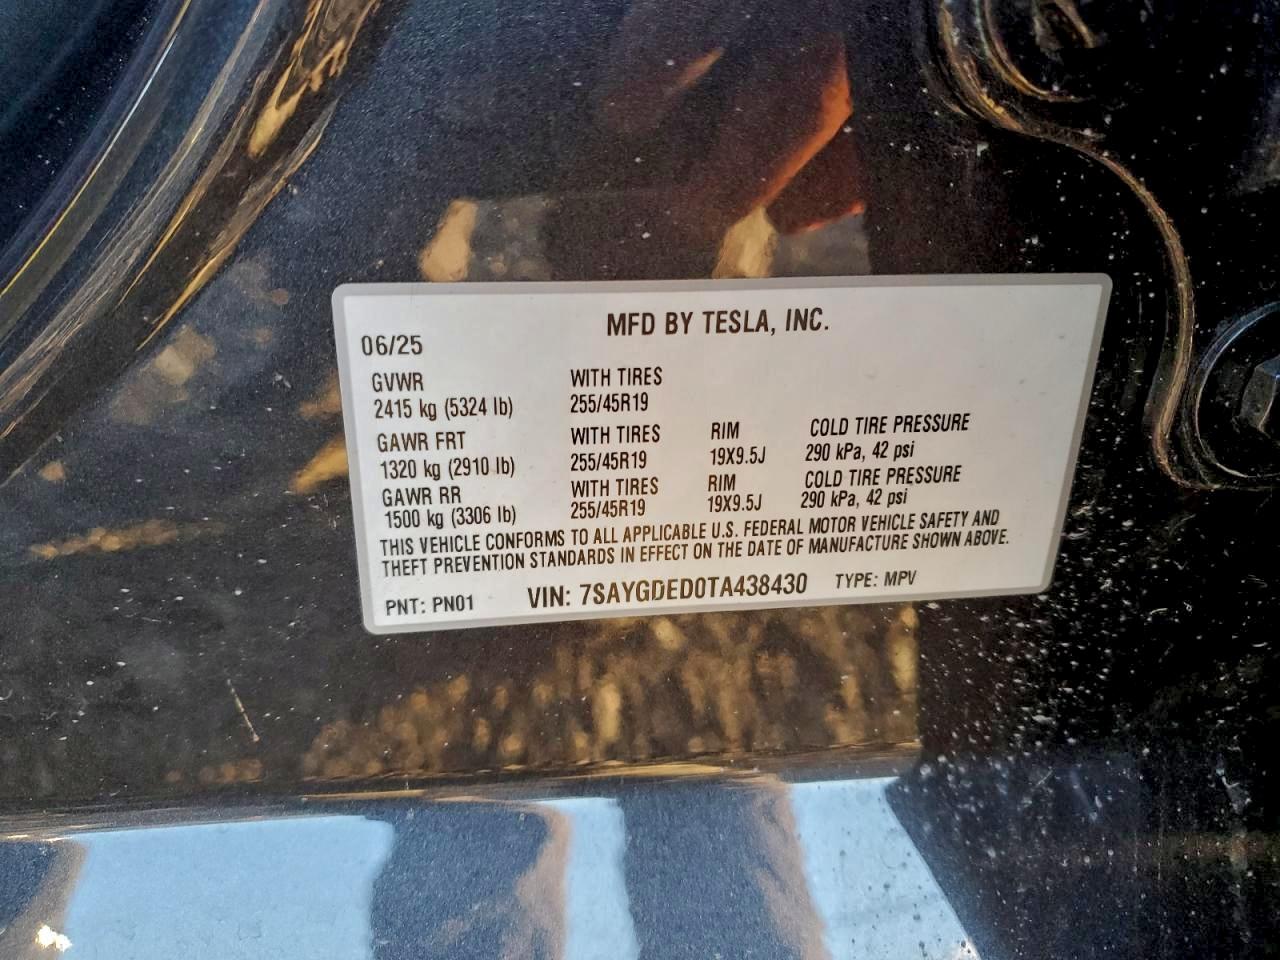 MFD BY TESLA, INC.
06/25
GVWR WITH TIRES
2415 kg (5324 lb) 255/45R19
GAWR FRT WITH TIRES RIM COLD TIRE PRESSURE
1320 kg (2910 lb) 255/45R19 19X9.5J 290 kPa, 42 psi
GAWR RR WITH TIRES RIM COLD TIRE PRESSURE
1500 kg (3306 lb) 255/45R19 19X9.5J 290 kPa, 42 psi
THIS VEHICLE CONFORMS TO ALL APPLICABLE U.S. FEDERAL MOTOR VEHICLE SAFETY AND
THEFT PREVENTION STANDARDS IN EFFECT ON THE DATE OF MANUFACTURE SHOWN ABOVE.
PNT: PN01 VIN: 7SAYGDED0TA438430 TYPE: MPV